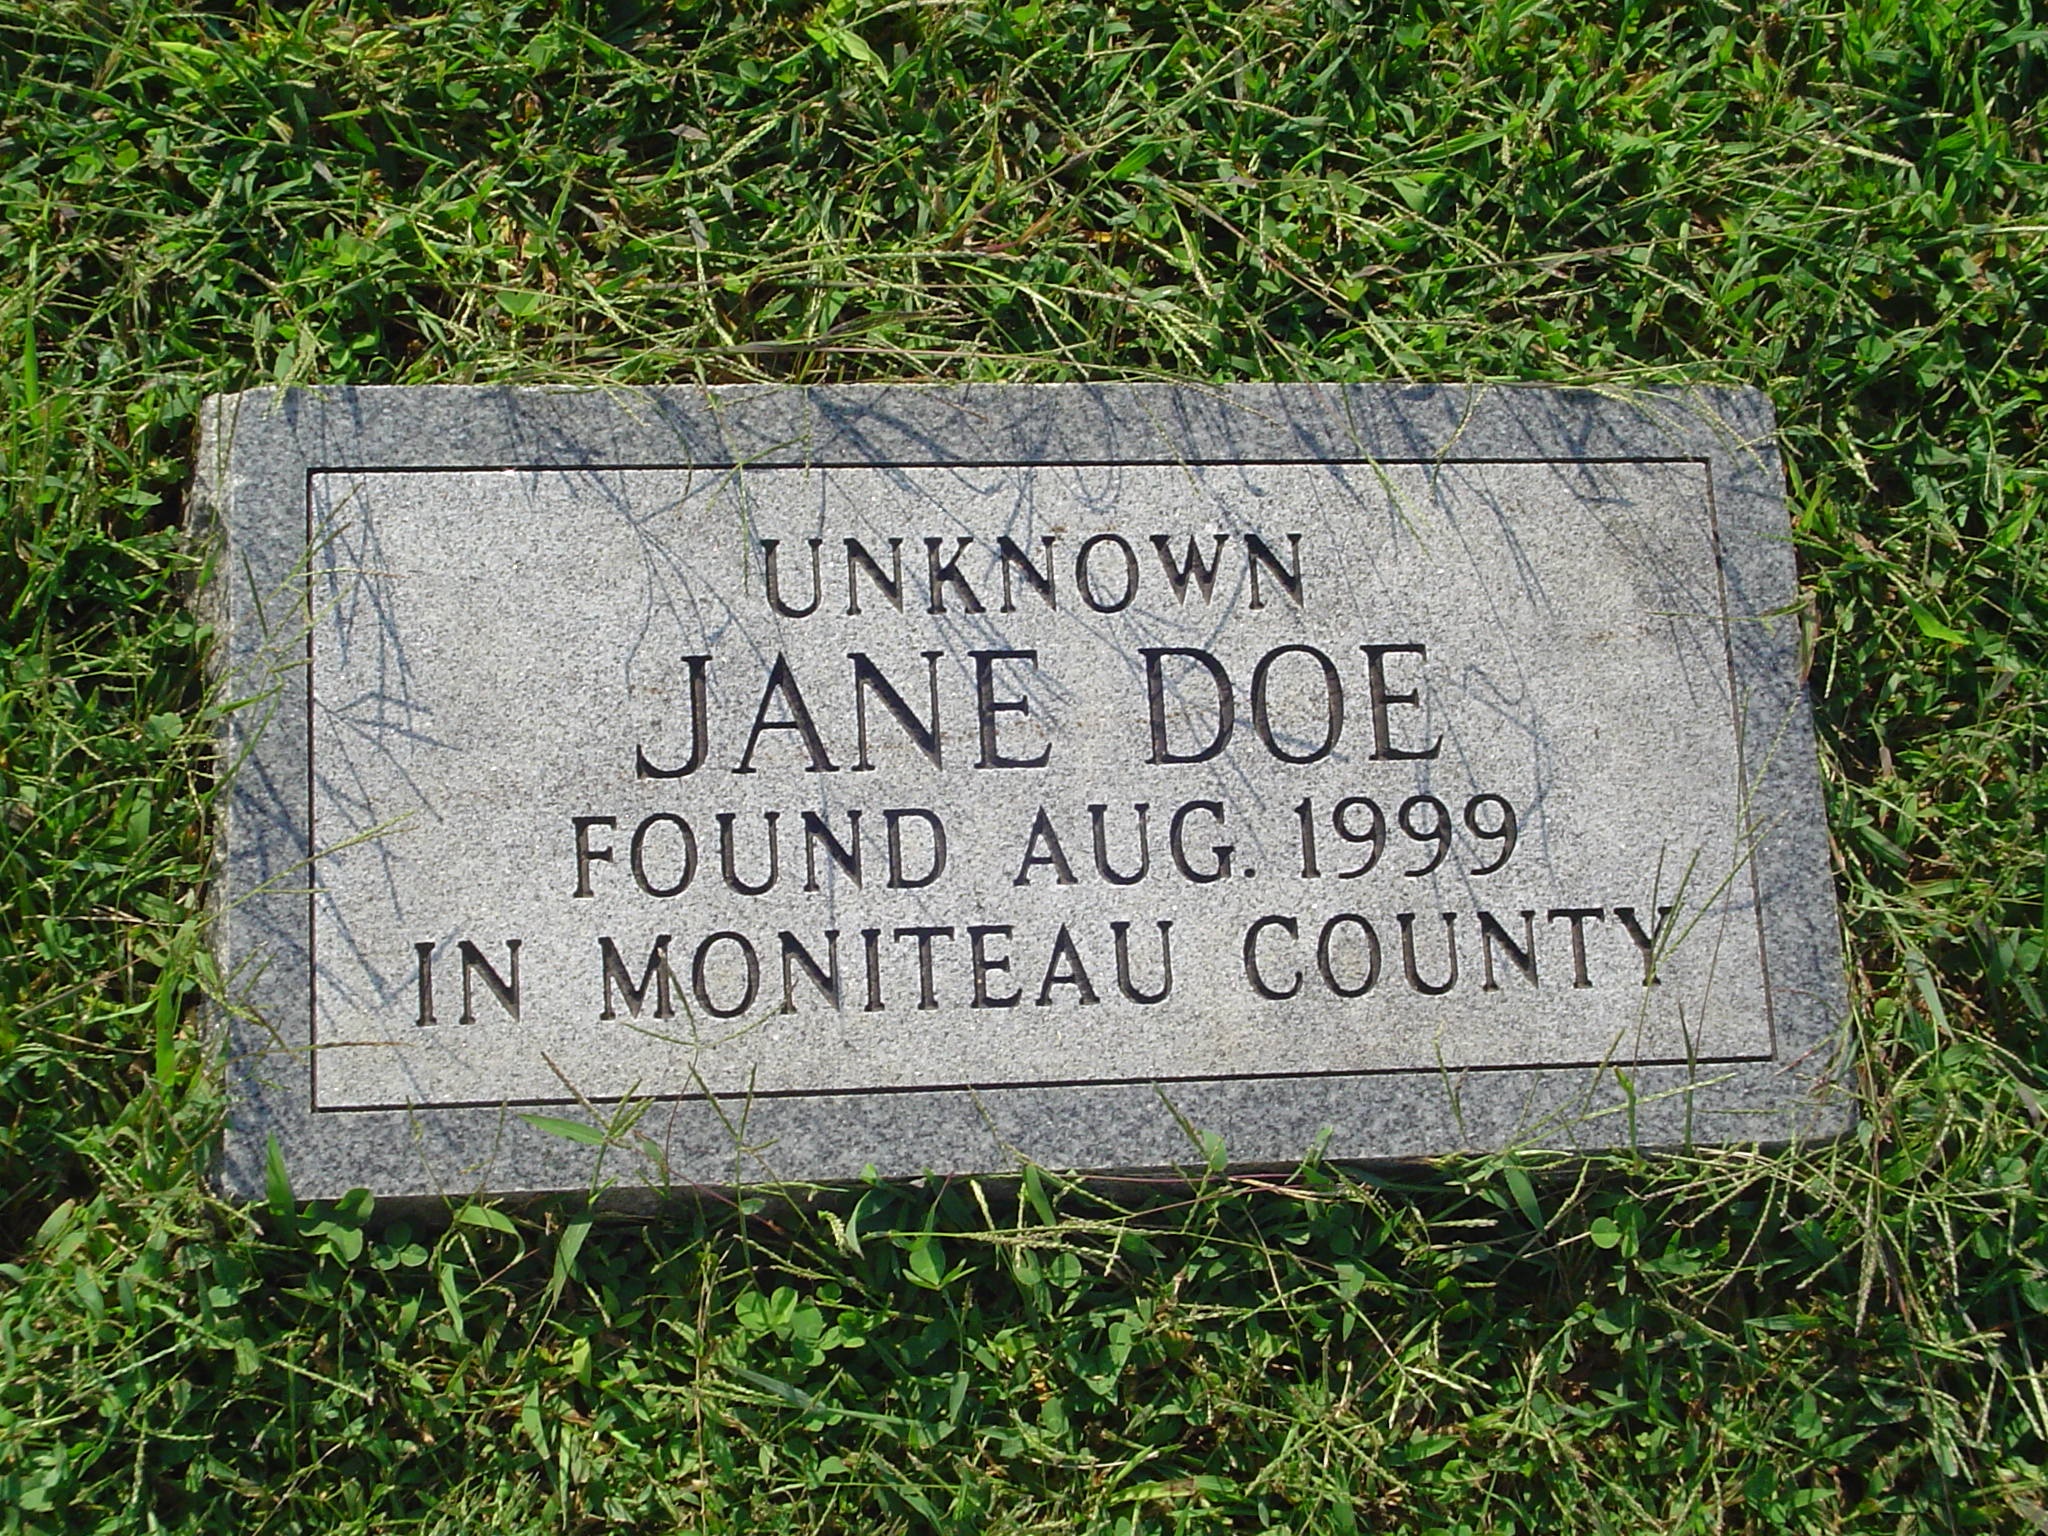 UNKNOWN
JANE DOE
FOUND AUG. 1999
IN MONITEAU COUNTY